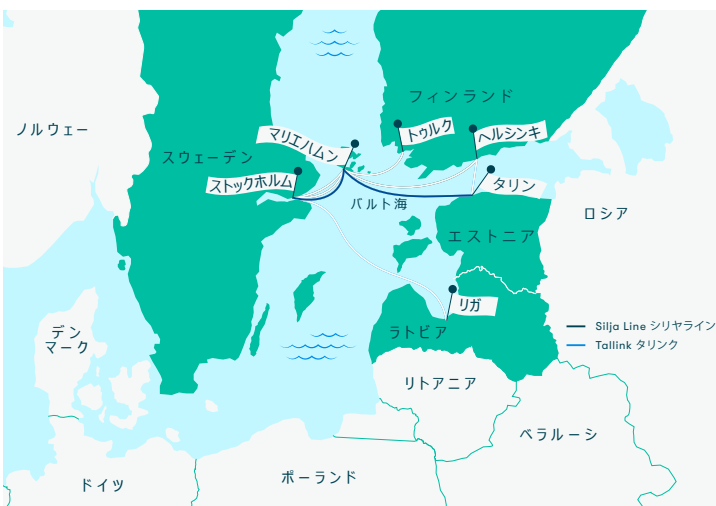 フィンランド
ノルウェー
トゥルク
ヘルシンキ
マリエハムン
スウェーデン
ストックホルム
タリン
バルト海
ロシア
エストニア
リガ
Silja Line シリヤライン
デン
マーク
ラトビア
Tallink タリンク
リトアニア
ベラルーシ
ポーランド
ドイツ